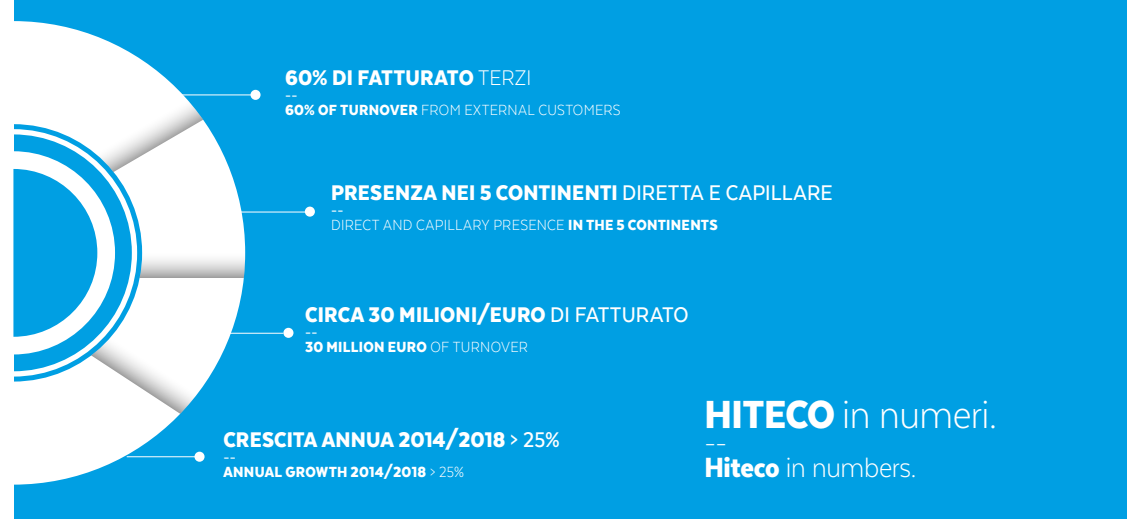 60% DI FATTURATO TERZI
--
60% OF TURNOVER FROM EXTERNAL CUSTOMERS
PRESENZA NEI 5 CONTINENTI DIRETTA E CAPILLARE
--
DIRECT AND CAPILLARY PRESENCE IN THE 5 CONTINENTS
CIRCA 30 MILIONI/EURO DI FATTURATO
--
30 MILLION EURO OF TURNOVER
CRESCITA ANNUA 2014/2018 > 25%
--
ANNUAL GROWTH 2014/2018 > 25%
HITECO in numeri.
--
Hiteco in numbers.